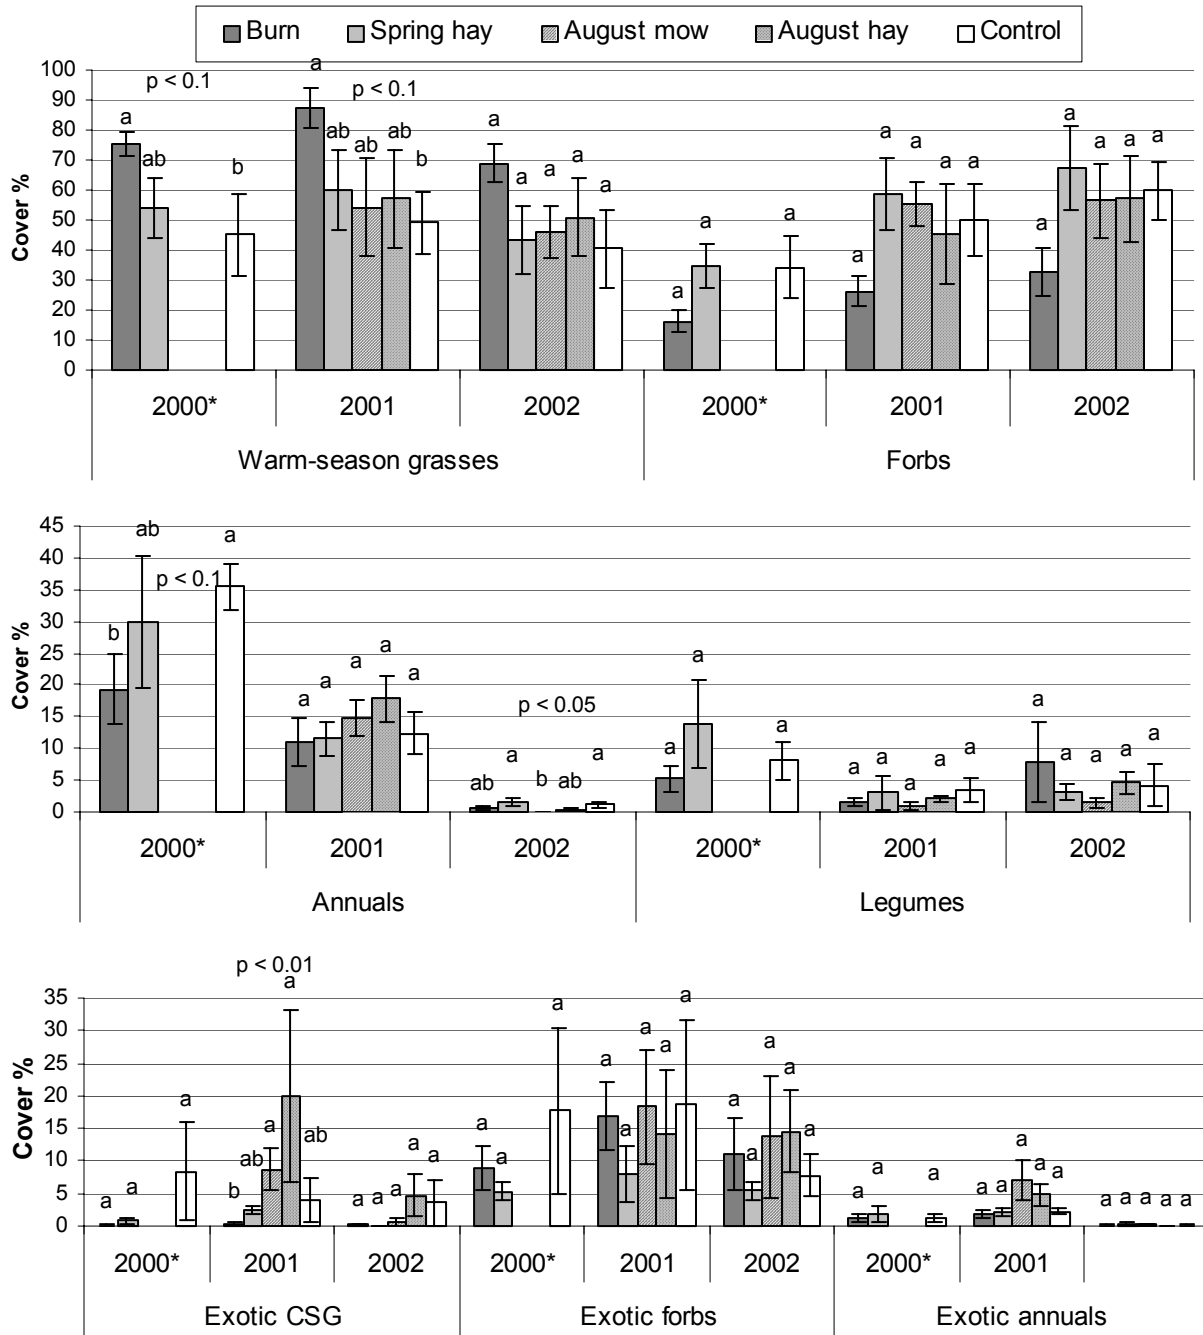 Burn Spring hay August mow August hay Control
100
90
80
70
60
50
40
30
20
10
0
Cover %
p < 0.1 p < 0.1
a ab b a ab ab ab b a a a a a a a a a a a a a a a a a a
2000* 2001 2002 2000* 2001 2002
Warm-season grasses Forbs
45
40
35
30
25
20
15
10
5
0
Cover %
p < 0.1 p < 0.05
b ab a a a a a a ab a b ab a a a a a a a a a a a a a a
2000* 2001 2002 2000* 2001 2002
Annuals Legumes
p < 0.01
35
30
25
20
15
10
5
0
Cover %
a a a b ab a a ab a a a a a a a a a a a a a a a a a a a a a a a a a a a a a a a
2000* 2001 2002 2000* 2001 2002 2000* 2001
Exotic CSG Exotic forbs Exotic annuals